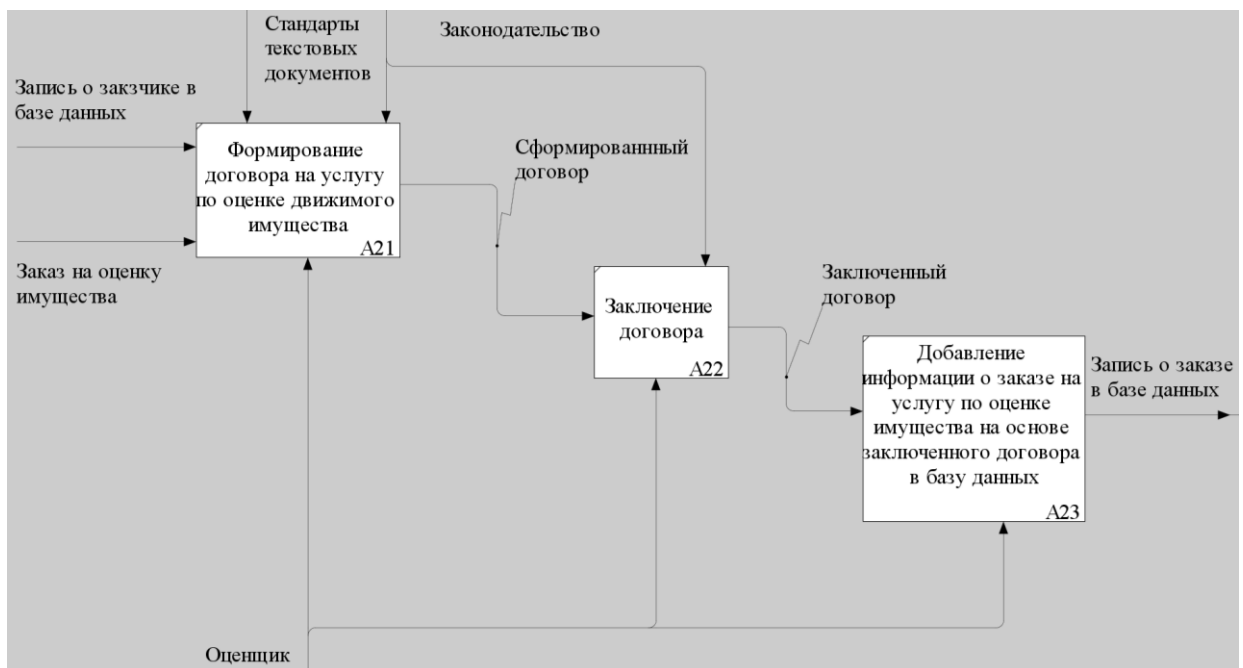 Стандарты
текстовых
документов
Законодательство
Запись о закзчике в
базе данных
Формирование
договора на услугу
по оценке движимого
имущества
A21
Сформированнный
договор
Заказ на оценку
имущества
Заключение
договора
A22
Заключенный
договор
Добавление
информации о заказе на
услугу по оценке
имущества на основе
заключенного договора
в базу данных
A23
Запись о заказе
в базе данных
Оценщик